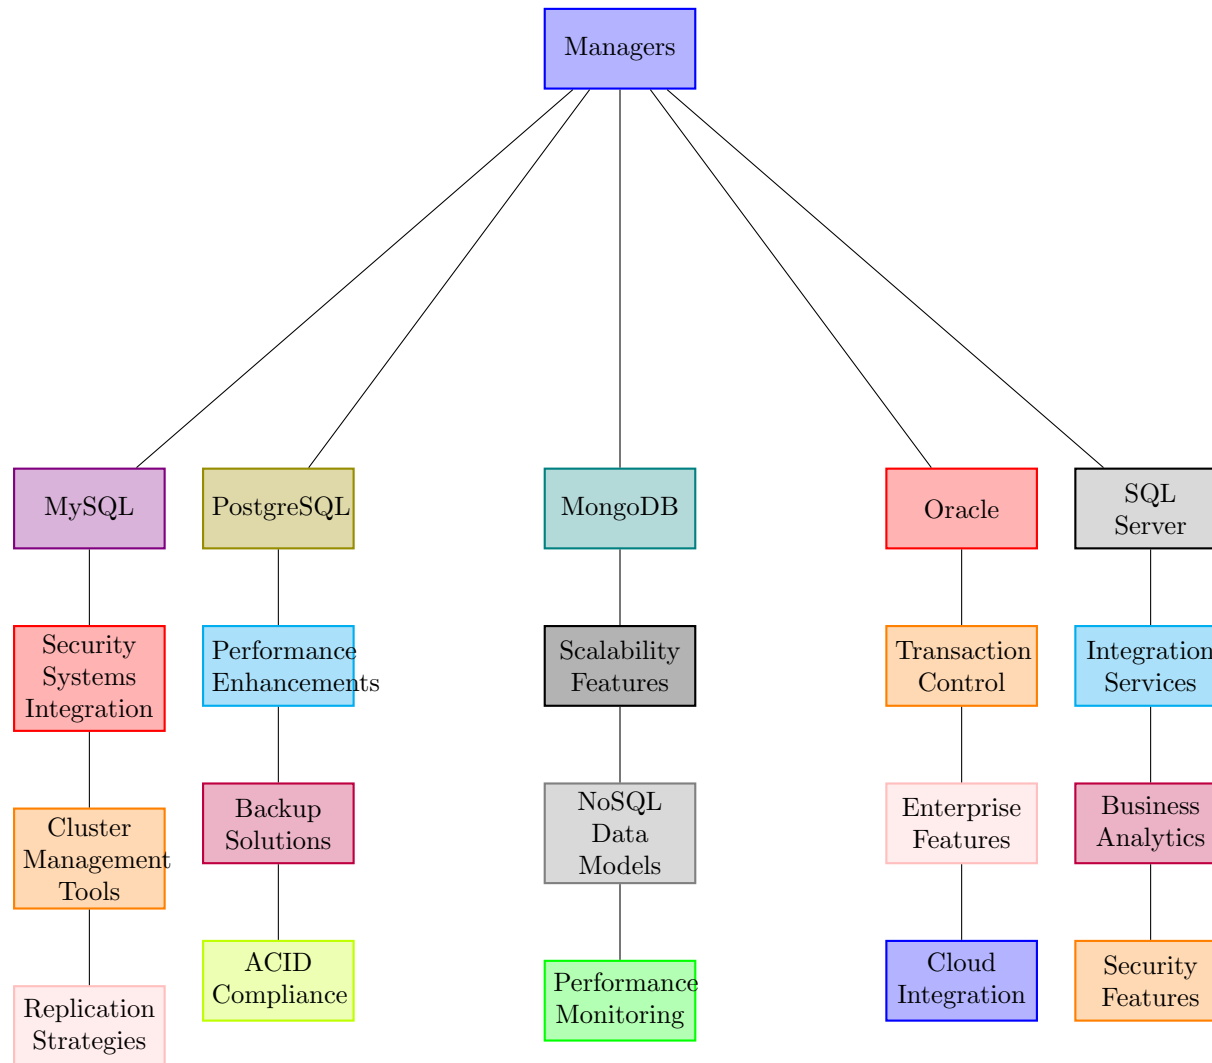 Managers
MySQL
PostgreSQL
MongoDB
Oracle
SQL
Server
Security
Systems
Integration
Performance
Enhancements
Scalability
Features
Transaction
Control
Integration
Services
Cluster
Management
Tools
Backup
Solutions
NoSQL
Data
Models
Enterprise
Features
Business
Analytics
Replication
Strategies
ACID
Compliance
Performance
Monitoring
Cloud
Integration
Security
Features